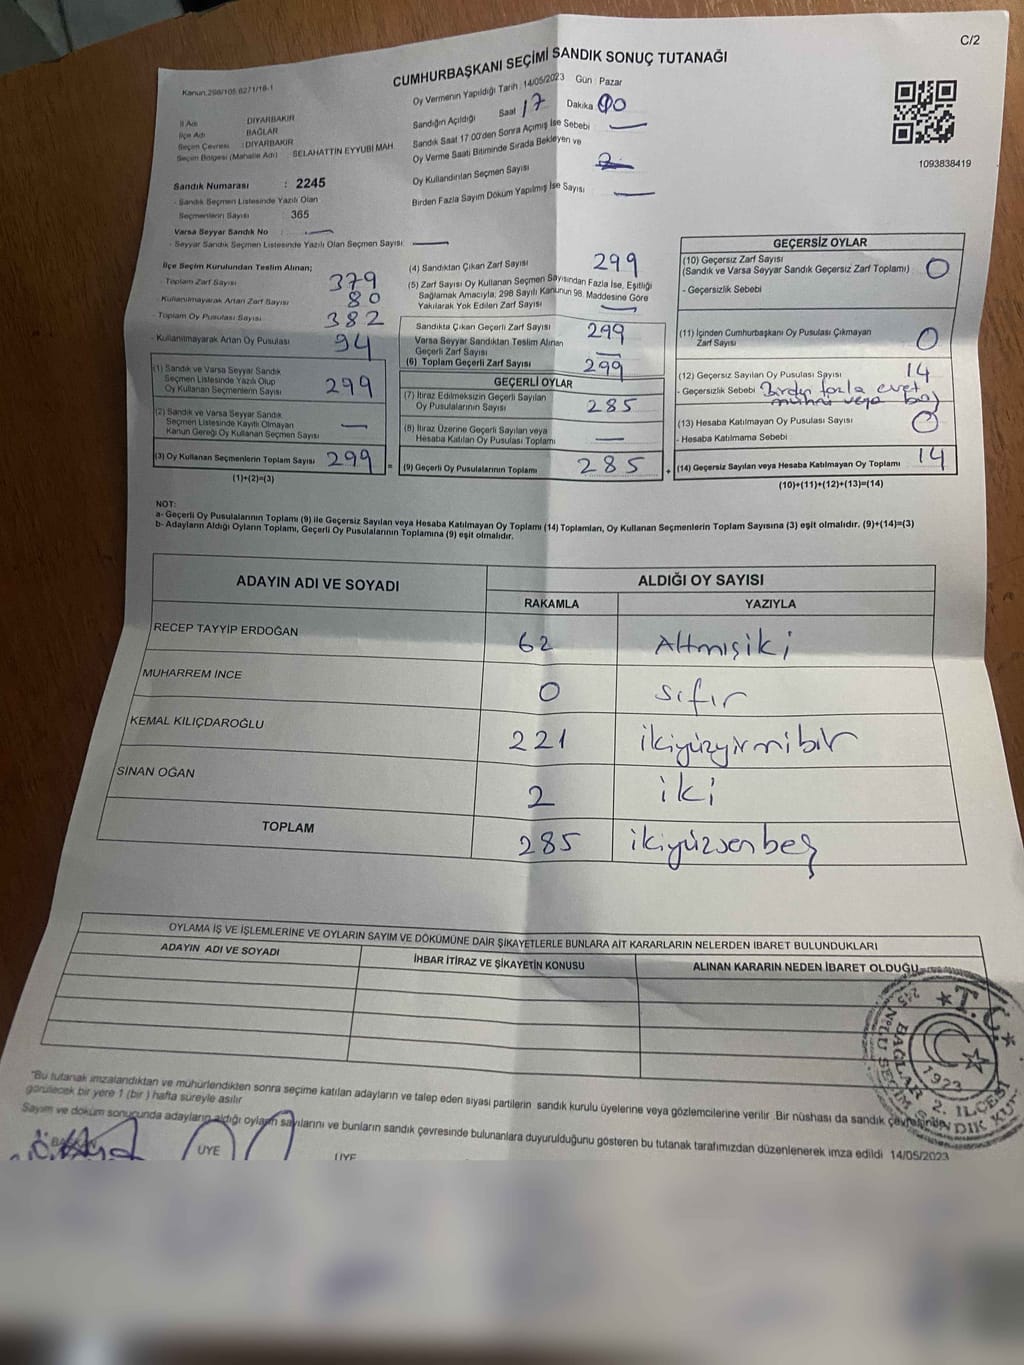 C/2
CUMHURBAŞKANI SEÇİMİ SANDIK SONUÇ TUTANAĞI
Kanun:298/105 6271/18-1
Oy Vermenin Yapıldığı Tarih : 14/05/2023 Gün : Pazar
İl Adı : DİYARBAKIR
İlçe Adı : BAĞLAR
Seçim Çevresi : DİYARBAKIR
Seçim Bölgesi (Mahalle Adı) : SELAHATTİN EYYUBİ MAH.
Sandığın Açıldığı Saat 17 Dakika 00
Sandık Saat 17:00'den Sonra Açılmış İse Sebebi —
Oy Verme Saati Bitiminde Sırada Bekleyen ve
Oy Kullandırılan Seçmen Sayısı
Birden Fazla Sayım Döküm Yapılmış İse Sayısı —
1093838419
Sandık Numarası : 2245
- Sandık Seçmen Listesinde Yazılı Olan
Seçmenlerin Sayısı : 365
Varsa Seyyar Sandık No : —
- Seyyar Sandık Seçmen Listesinde Yazılı Olan Seçmen Sayısı: —
İlçe Seçim Kurulundan Teslim Alınan;
- Toplam Zarf Sayısı 379
- Kullanılmayarak Artan Zarf Sayısı 80
- Toplam Oy Pusulası Sayısı 382
- Kullanılmayarak Artan Oy Pusulası 94
(1) Sandık ve Varsa Seyyar Sandık
Seçmen Listesinde Yazılı Olup
Oy Kullanan Seçmenlerin Sayısı 299
(2) Sandık ve Varsa Seyyar Sandık
Seçmen Listesinde Kayıtlı Olmayan
Kanun Gereği Oy Kullanan Seçmen Sayısı —
(3) Oy Kullanan Seçmenlerin Toplam Sayısı 299 =
(1)+(2)=(3)
(4) Sandıktan Çıkan Zarf Sayısı 299
(5) Zarf Sayısı Oy Kullanan Seçmen Sayısından Fazla İse, Eşitliği
Sağlamak Amacıyla, 298 Sayılı Kanunun 98. Maddesine Göre
Yakılarak Yok Edilen Zarf Sayısı —
Sandıkta Çıkan Geçerli Zarf Sayısı 299
Varsa Seyyar Sandıktan Teslim Alınan
Geçerli Zarf Sayısı —
(6) Toplam Geçerli Zarf Sayısı 299
GEÇERLİ OYLAR
(7) İtiraz Edilmeksizin Geçerli Sayılan
Oy Pusulalarının Sayısı 285
(8) İtiraz Üzerine Geçerli Sayılan veya
Hesaba Katılan Oy Pusulası Toplamı —
(9) Geçerli Oy Pusulalarının Toplamı 285 +
GEÇERSİZ OYLAR
(10) Geçersiz Zarf Sayısı
(Sandık ve Varsa Seyyar Sandık Geçersiz Zarf Toplamı) 0
- Geçersizlik Sebebi
(11) İçinden Cumhurbaşkanı Oy Pusulası Çıkmayan
Zarf Sayısı 0
(12) Geçersiz Sayılan Oy Pusulası Sayısı 14
- Geçersizlik Sebebi Birden fazla evet
mührü veya boş
(13) Hesaba Katılmayan Oy Pusulası Sayısı 0
- Hesaba Katılmama Sebebi
(14) Geçersiz Sayılan veya Hesaba Katılmayan Oy Toplamı 14
(10)+(11)+(12)+(13)=(14)
NOT:
a- Geçerli Oy Pusulalarının Toplamı (9) ile Geçersiz Sayılan veya Hesaba Katılmayan Oy Toplamı (14) Toplamları, Oy Kullanan Seçmenlerin Toplam Sayısına (3) eşit olmalıdır. (9)+(14)=(3)
b- Adayların Aldığı Oyların Toplamı, Geçerli Oy Pusulalarının Toplamına (9) eşit olmalıdır.
ADAYIN ADI VE SOYADI ALDIĞI OY SAYISI
RAKAMLA YAZIYLA
RECEP TAYYİP ERDOĞAN 62 Altmışiki
MUHARREM İNCE 0 sıfır
KEMAL KILIÇDAROĞLU 221 ikiyüzyirmibir
SİNAN OĞAN 2 iki
TOPLAM 285 ikiyüzsenbeş
OYLAMA İŞ VE İŞLEMLERİNE VE OYLARIN SAYIM VE DÖKÜMÜNE DAİR ŞİKAYETLERLE BUNLARA AİT KARARLARIN NELERDEN İBARET BULUNDUKLARI
ADAYIN ADI VE SOYADI İHBAR İTİRAZ VE ŞİKAYETİN KONUSU ALINAN KARARIN NEDEN İBARET OLDUĞU
T.C.
BAĞLAR 2. İLÇESİ
1923
"Bu tutanak imzalandıktan ve mühürlendikten sonra seçime katılan adayların ve talep eden siyasi partilerin sandık kurulu üyelerine veya gözlemcilerine verilir. Bir nüshası da sandık çevresinde
görülecek bir yere 1 (bir) hafta süreyle asılır
Sayım ve döküm sonucunda adayların aldığı oyların sayılarını ve bunların sandık çevresinde bulunanlara duyurulduğunu gösteren bu tutanak tarafımızdan düzenlenerek imza edildi 14/05/2023
BAŞKAN ÜYE ÜYE